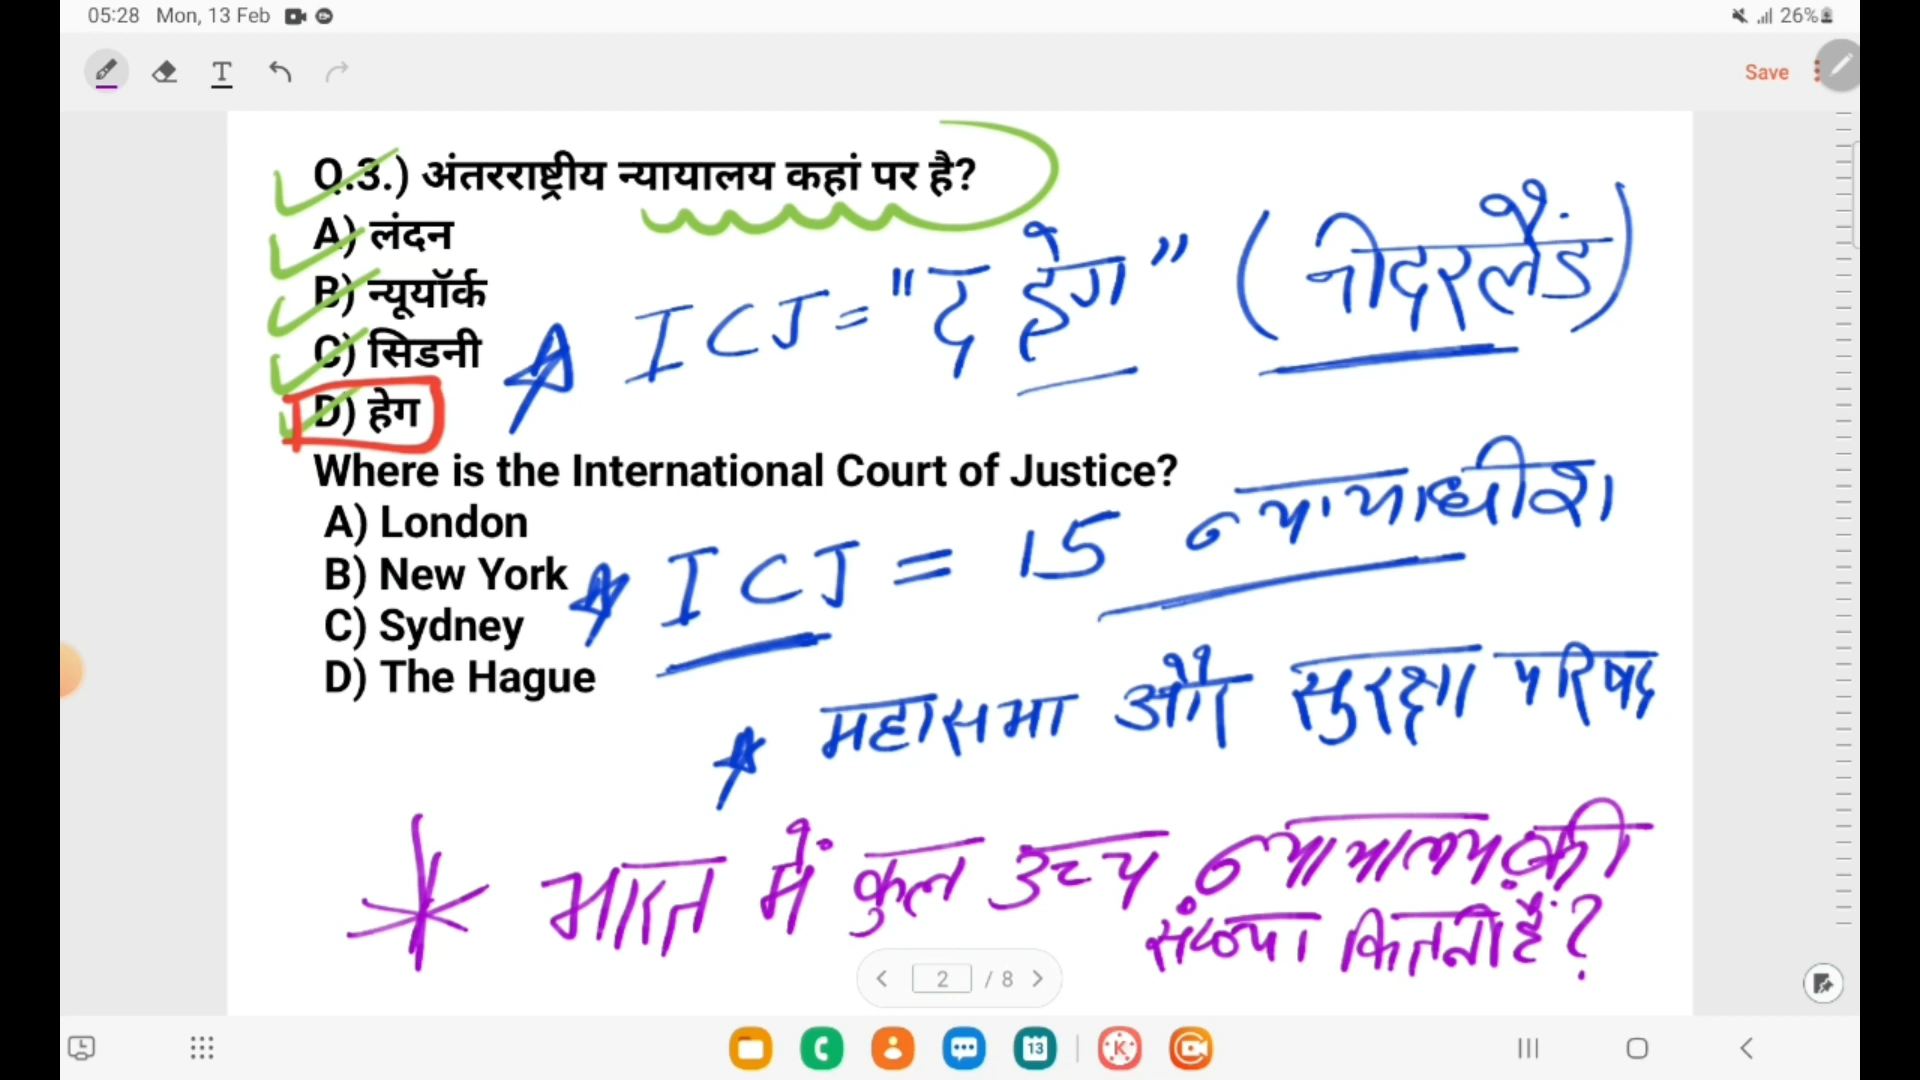 05:28 Mon, 13 Feb
26%
T
Save
Q.3.) अंतरराष्ट्रीय न्यायालय कहां पर है?
A) लंदन
B) न्यूयॉर्क
C) सिडनी
D) हेग
ICJ = "द हेग" (नीदरलैंड)
Where is the International Court of Justice?
A) London
B) New York
C) Sydney
D) The Hague
ICJ = 15 न्यायाधीश
महासभा और सुरक्षा परिषद
भारत में कुल उच्च न्यायालय की
संख्या कितनी है?
2 / 8
13
K